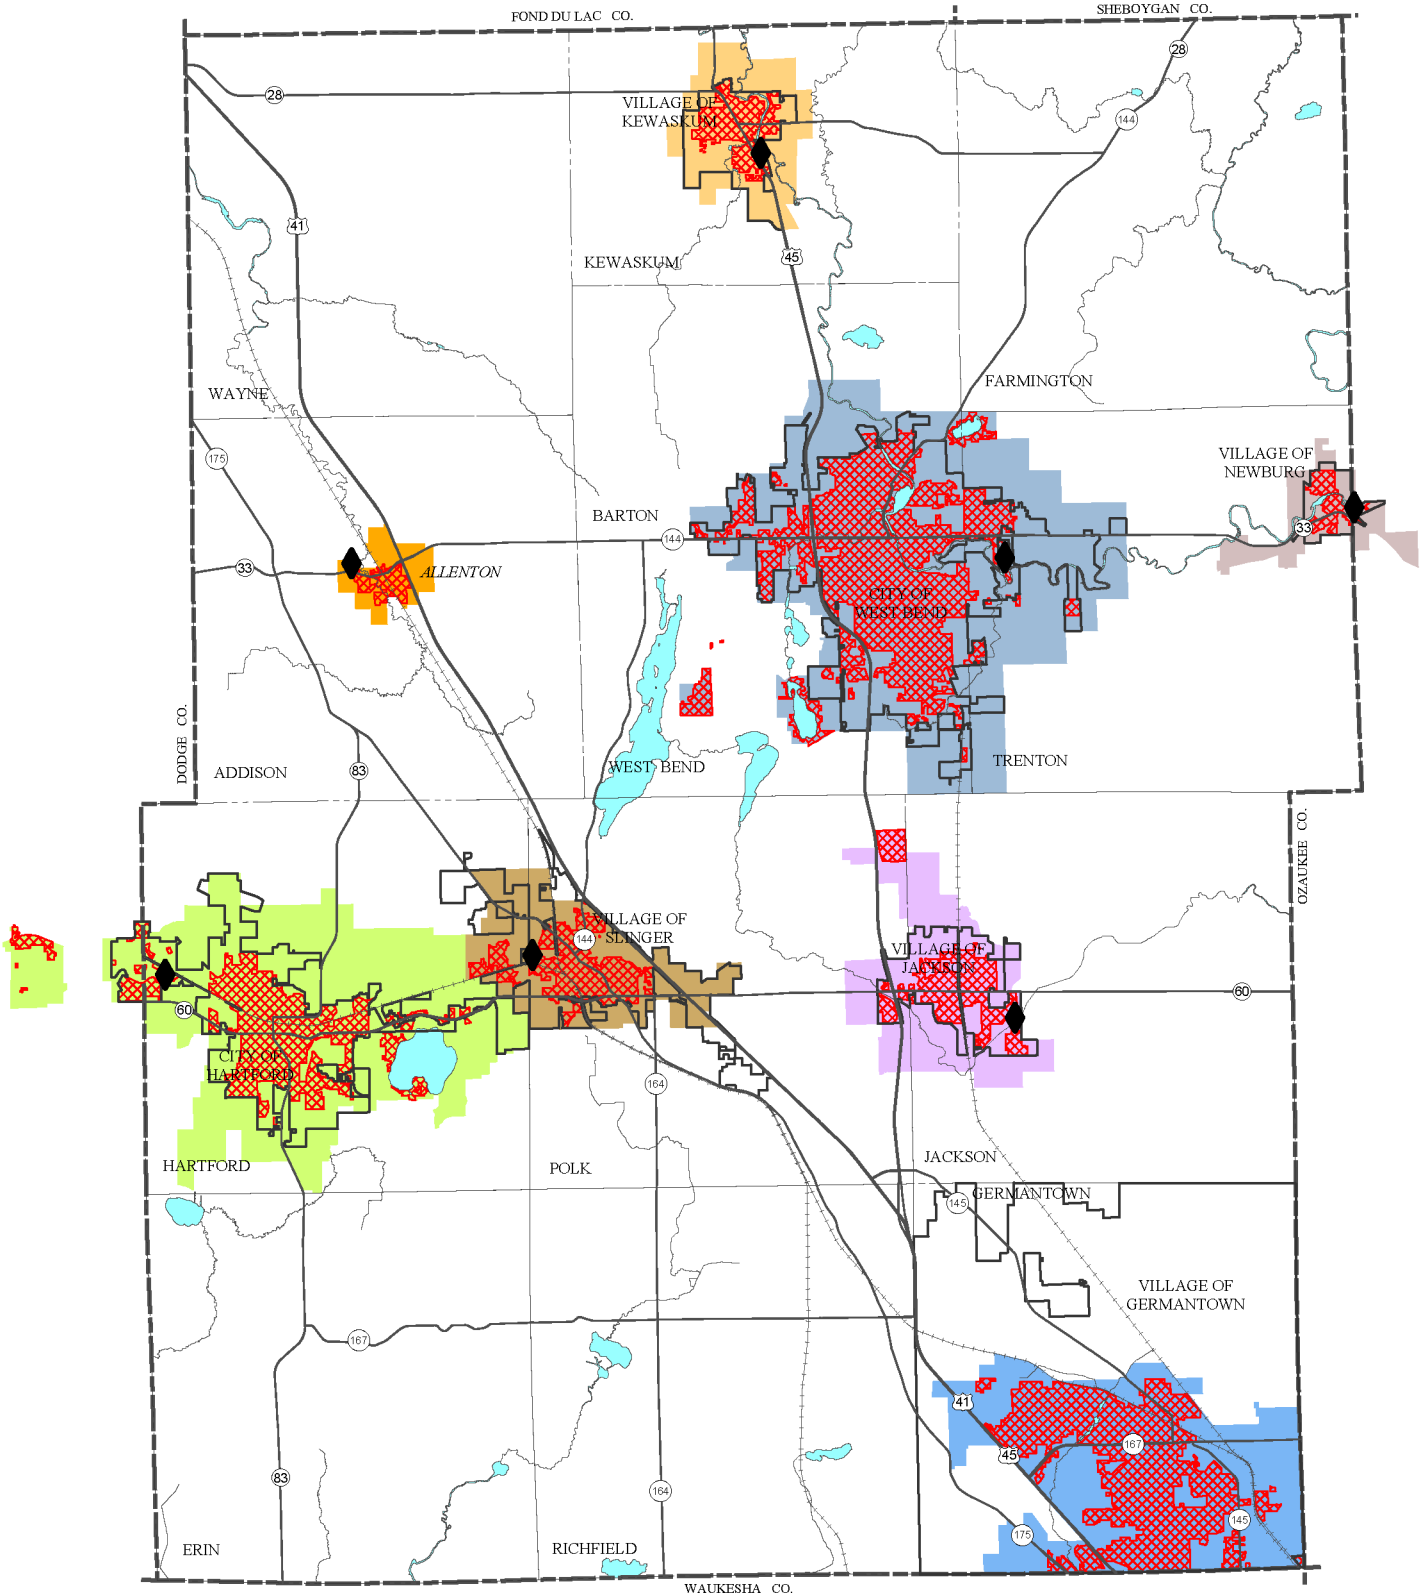 FOND DU LAC CO.
SHEBOYGAN CO.
28
28
VILLAGE OF
KEWASKUM
144
41
45
KEWASKUM
WAYNE
FARMINGTON
175
VILLAGE OF
NEWBURG
BARTON
144
33
33
ALLENTON
CITY OF
WEST BEND
DODGE CO.
ADDISON
83
WEST BEND
TRENTON
OZAUKEE CO.
VILLAGE OF
SLINGER
144
VILLAGE OF
JACKSON
60
60
CITY OF
HARTFORD
164
HARTFORD
POLK
JACKSON
145
GERMANTOWN
VILLAGE OF
GERMANTOWN
167
41
45
167
83
164
175
145
ERIN
RICHFIELD
WAUKESHA CO.